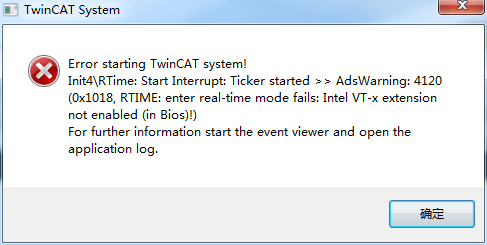 TwinCAT System
Error starting TwinCAT system!
Init4\RTime: Start Interrupt: Ticker started >> AdsWarning: 4120
(0x1018, RTIME: enter real-time mode fails: Intel VT-x extension
not enabled (in Bios)!)
For further information start the event viewer and open the
application log.
确定